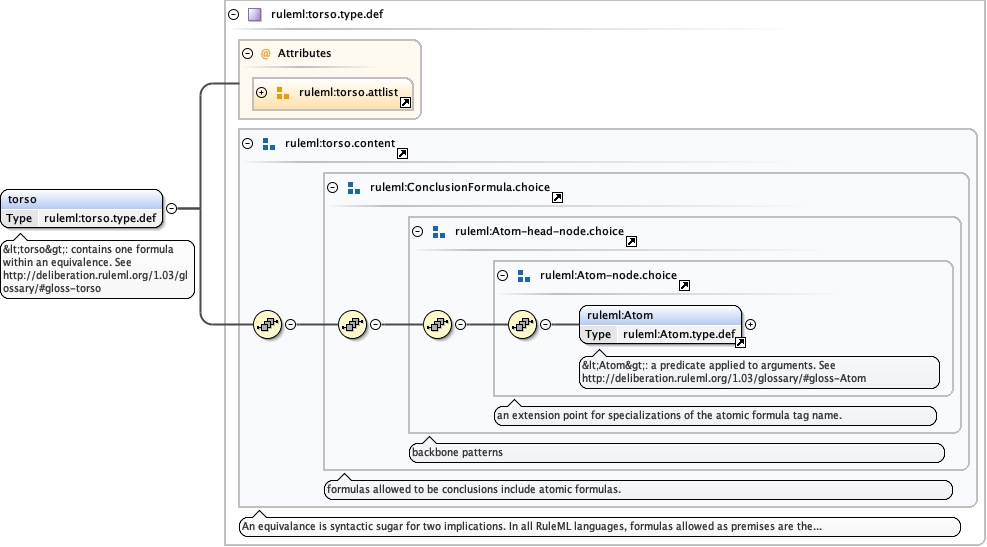 ruleml:torso.type.def
@ Attributes
ruleml:torso.attlist
ruleml:torso.content
ruleml:ConclusionFormula.choice
torso
Type ruleml:torso.type.def
&lt;torso&gt;: contains one formula
within an equivalence. See
http://deliberation.ruleml.org/1.03/gl
ossary/#gloss-torso
ruleml:Atom-head-node.choice
ruleml:Atom-node.choice
ruleml:Atom
Type ruleml:Atom.type.def
&lt;Atom&gt;: a predicate applied to arguments. See
http://deliberation.ruleml.org/1.03/glossary/#gloss-Atom
an extension point for specializations of the atomic formula tag name.
backbone patterns
formulas allowed to be conclusions include atomic formulas.
An equivalance is syntactic sugar for two implications. In all RuleML languages, formulas allowed as premises are the...